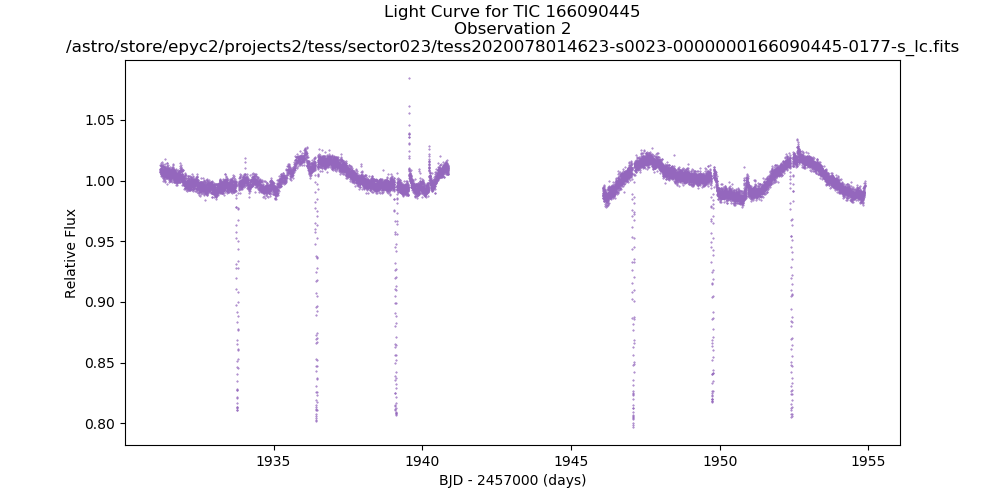 Light Curve for TIC 166090445
Observation 2
/astro/store/epyc2/projects2/tess/sector023/tess2020078014623-s0023-0000000166090445-0177-s_lc.fits
1.05
1.00
0.95
0.90
0.85
0.80
Relative Flux
1935 1940 1945 1950 1955
BJD - 2457000 (days)